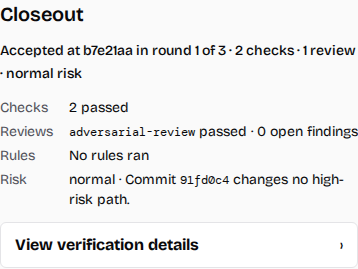 Closeout
Accepted at b7e21aa in round 1 of 3 · 2 checks · 1 review
· normal risk
Checks 2 passed
Reviews adversarial-review passed · 0 open findings
Rules No rules ran
Risk normal · Commit 91fd0c4 changes no high-
risk path.
View verification details ›